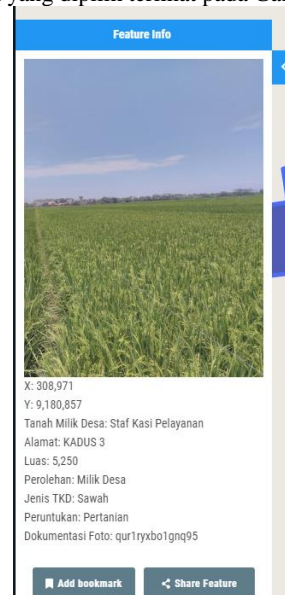 yang dipilih terlihat pada Ga
Feature Info
X: 308,971
Y: 9,180,857
Tanah Milik Desa: Staf Kasi Pelayanan
Alamat: KADUS 3
Luas: 5,250
Perolehan: Milik Desa
Jenis TKD: Sawah
Peruntukan: Pertanian
Dokumentasi Foto: qur1ryxbo1gnq95
Add bookmark
Share Feature